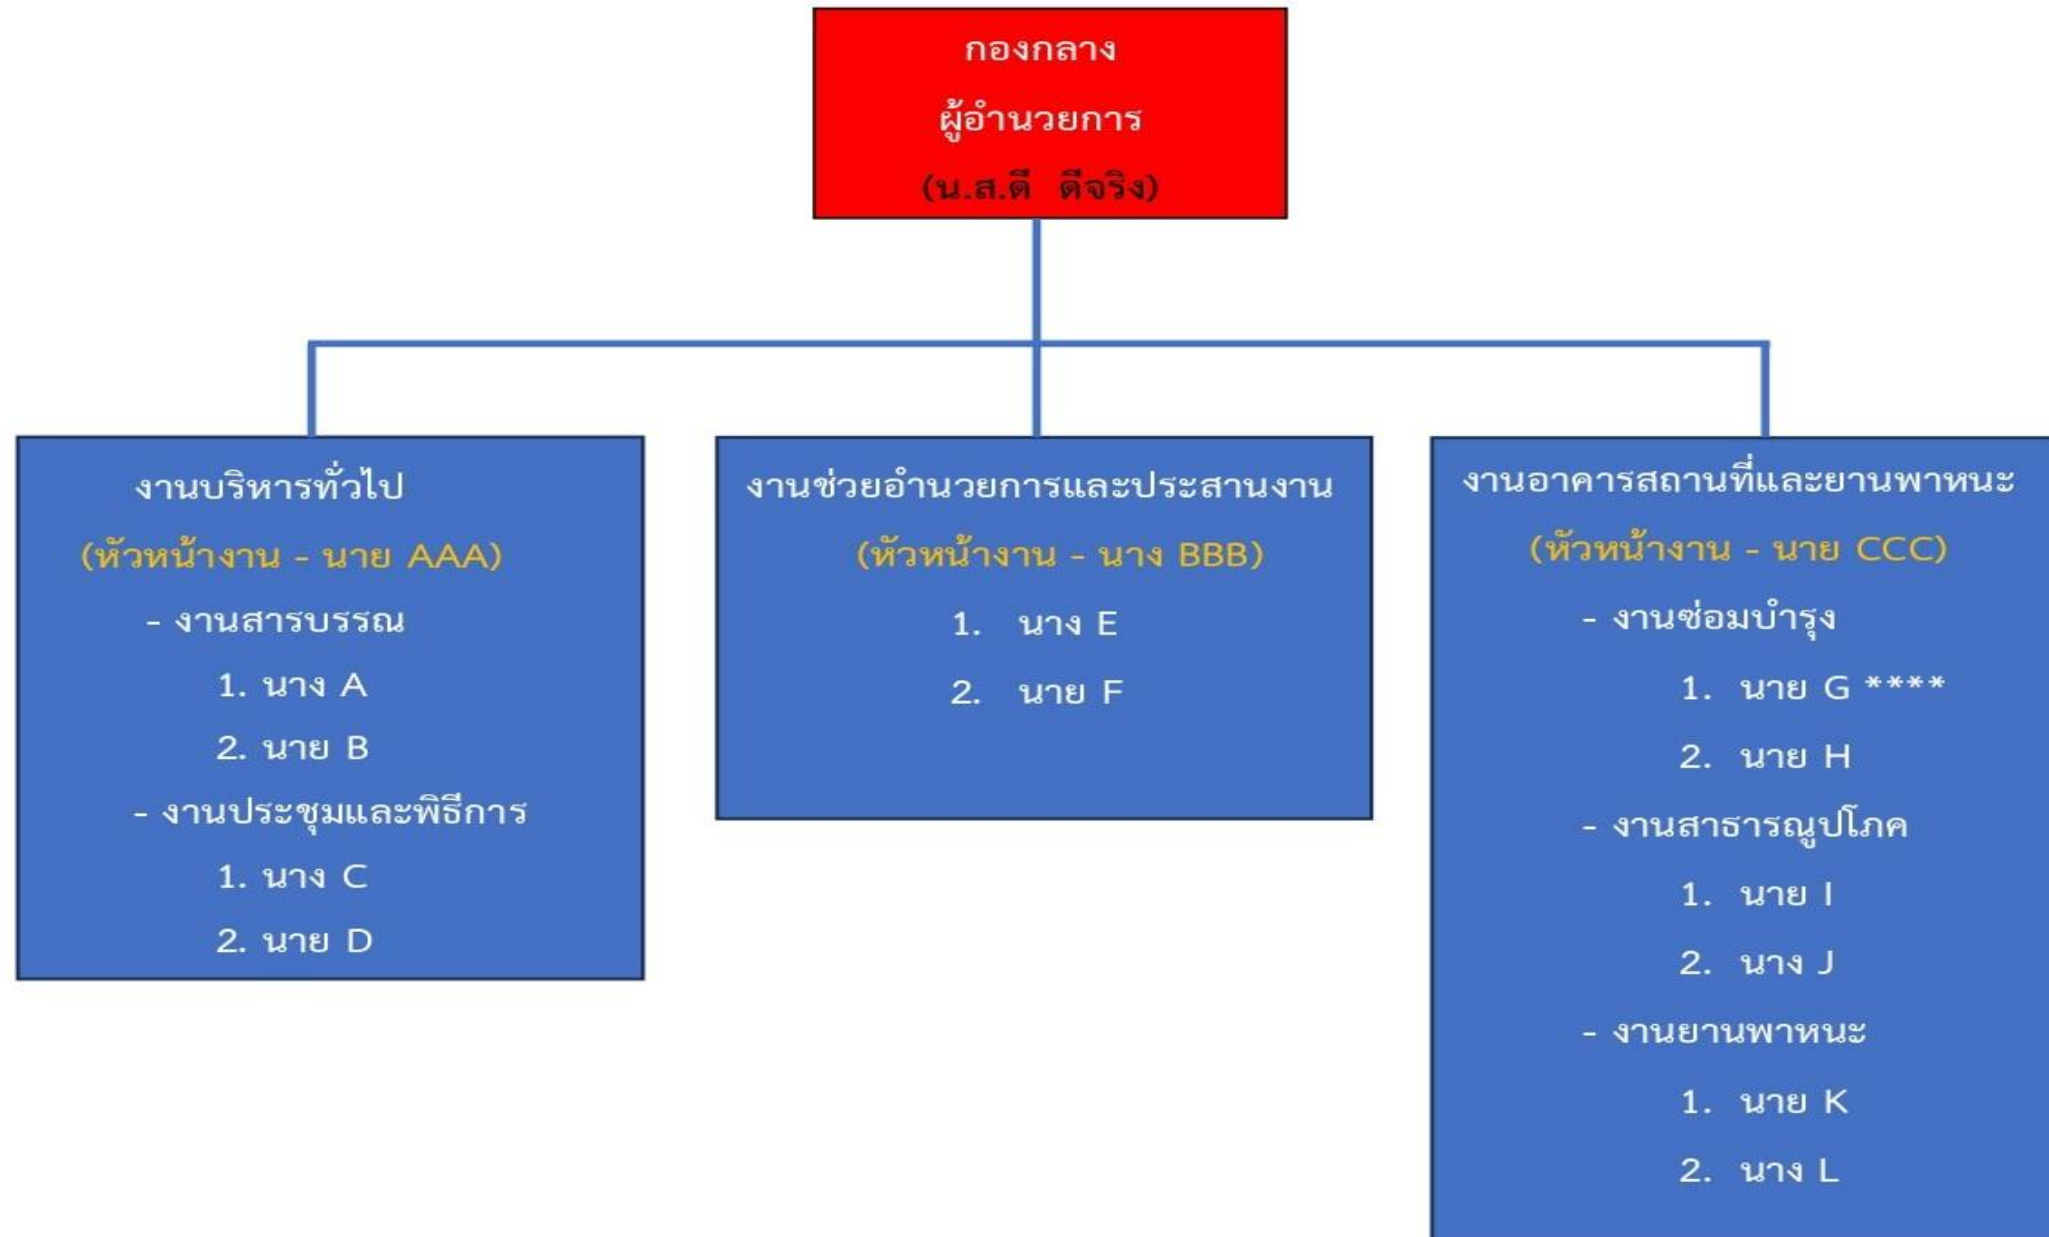 กองกลาง
ผู้อำนวยการ
(น.ส.ดี ดีจริง)
งานบริหารทั่วไป
(หัวหน้างาน - นาย AAA)
- งานสารบรรณ
1. นาง A
2. นาย B
- งานประชุมและพิธีการ
1. นาง C
2. นาย D
งานช่วยอำนวยการและประสานงาน
(หัวหน้างาน - นาง BBB)
1. นาง E
2. นาย F
งานอาคารสถานที่และยานพาหนะ
(หัวหน้างาน - นาย CCC)
- งานซ่อมบำรุง
1. นาย G ****
2. นาย H
- งานสาธารณูปโภค
1. นาย I
2. นาง J
- งานยานพาหนะ
1. นาย K
2. นาง L